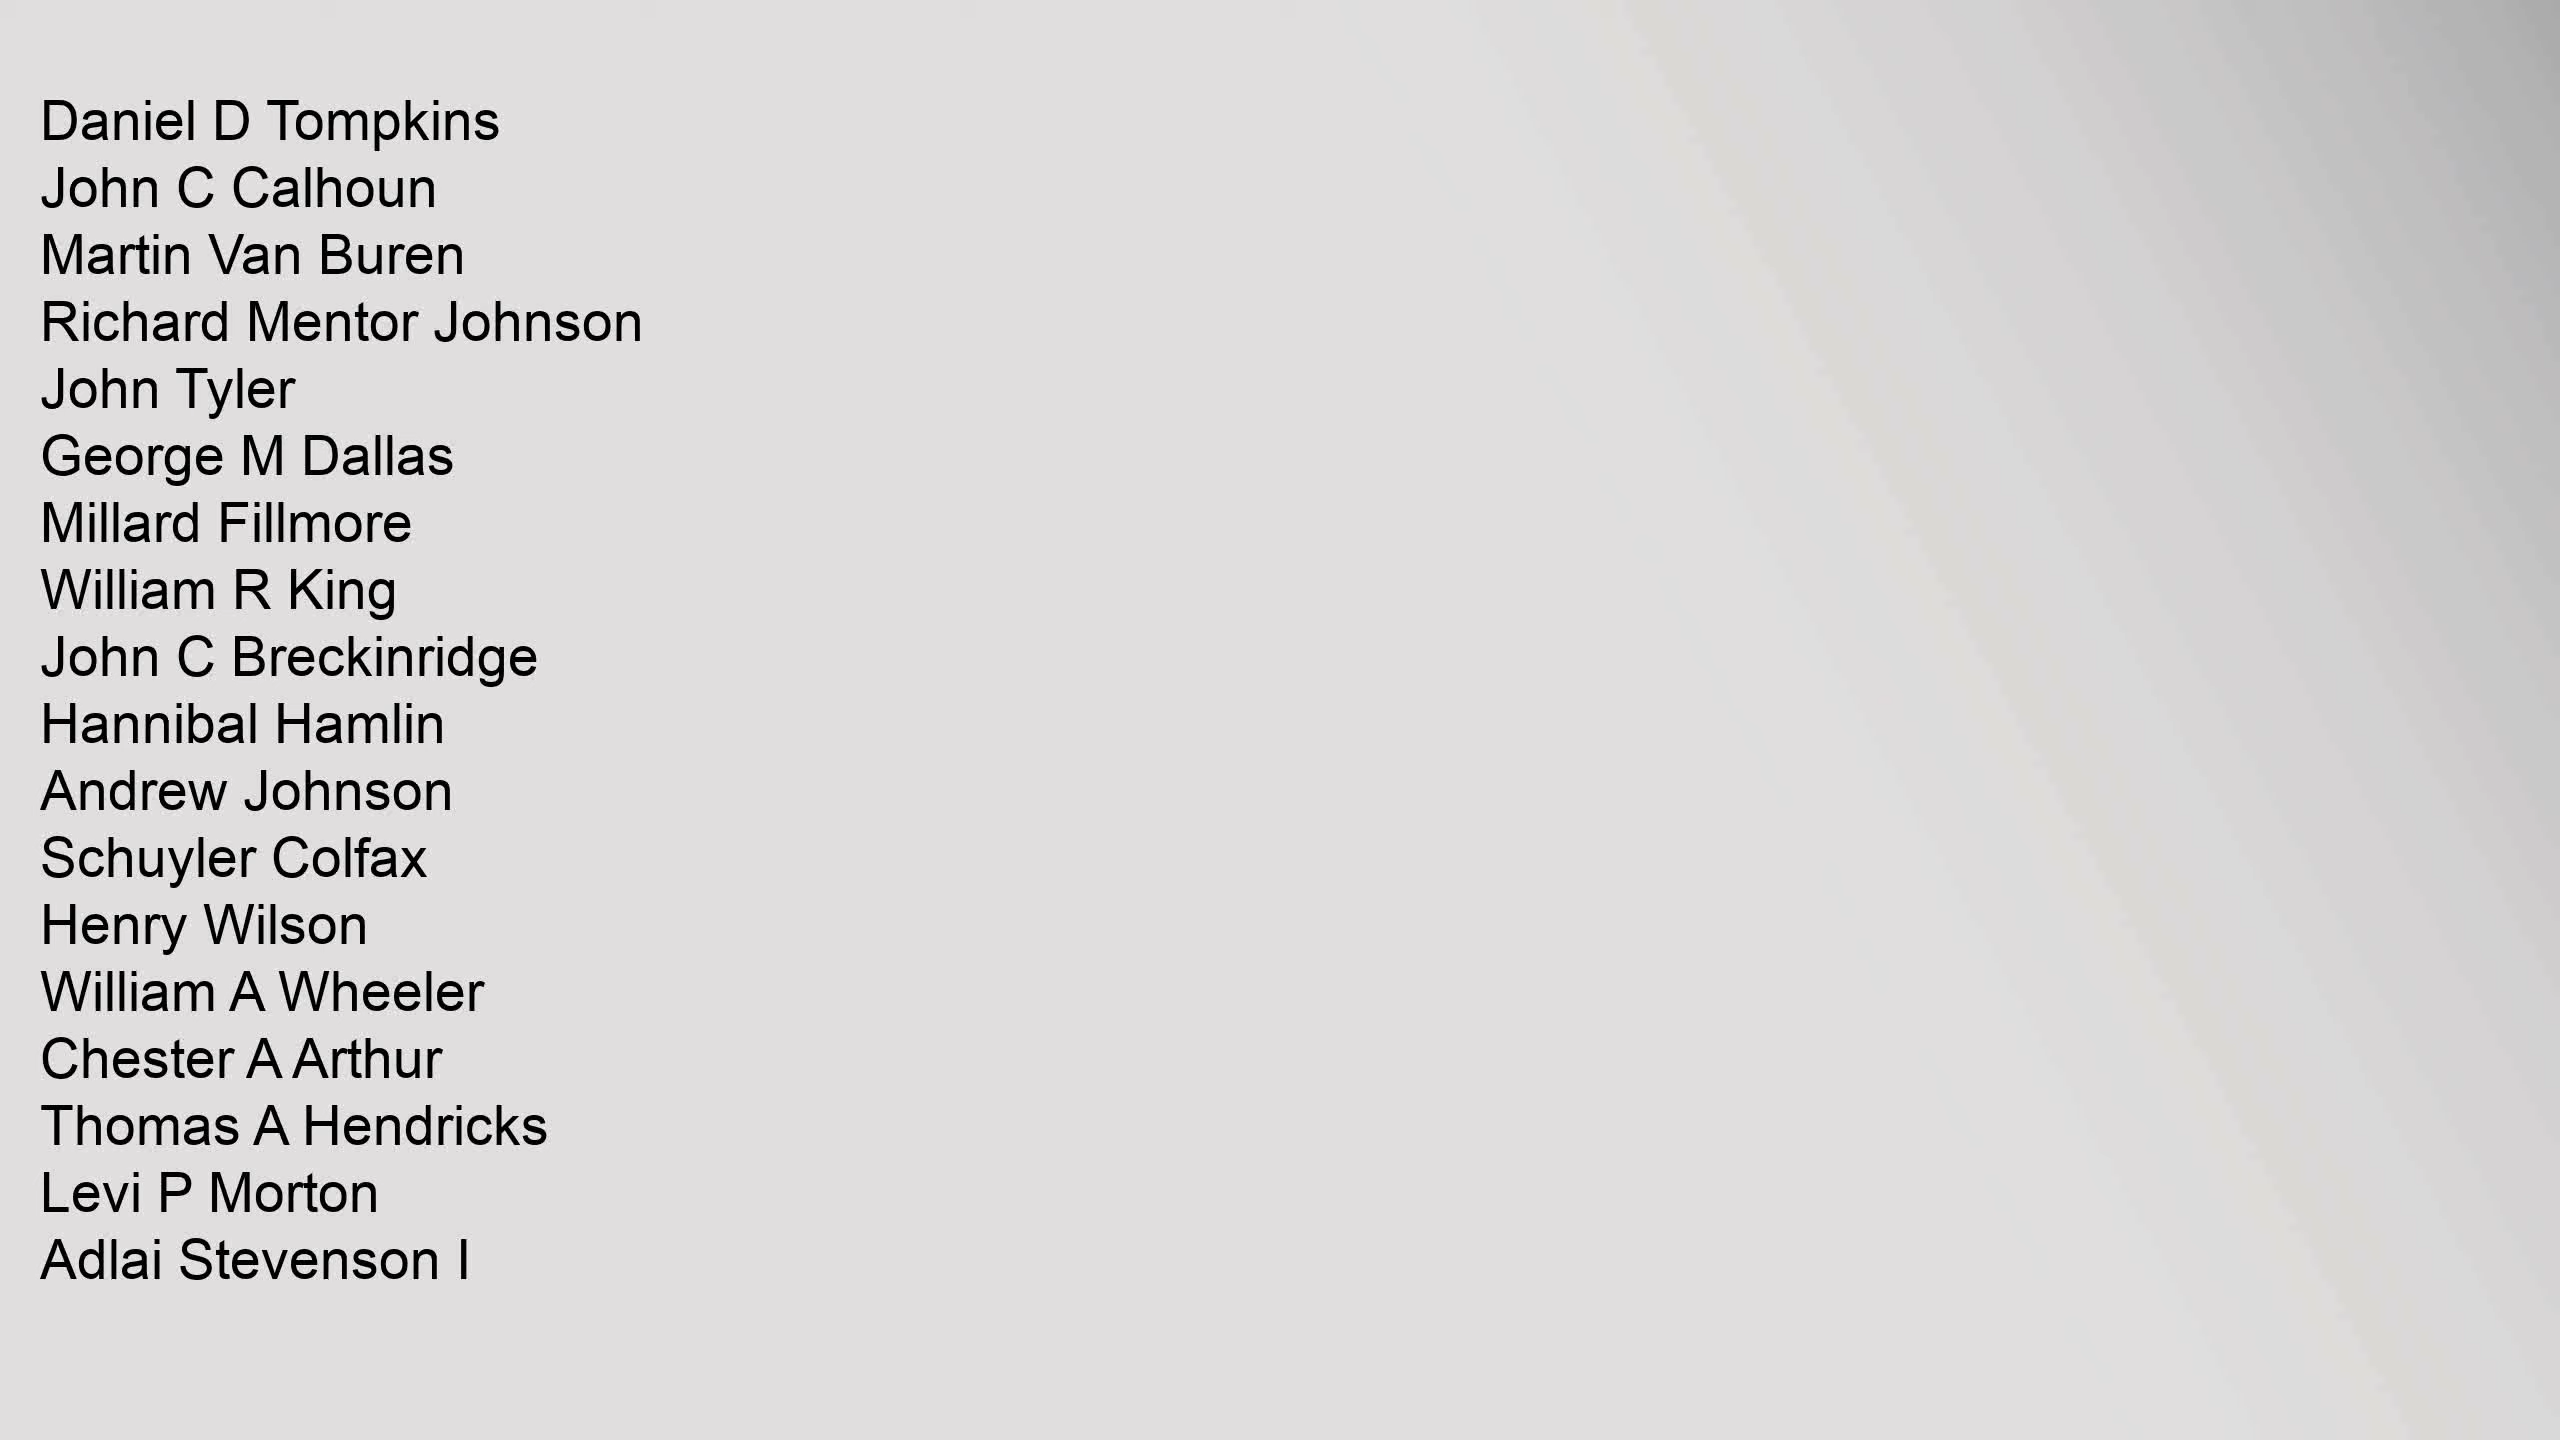 Daniel D Tompkins
John C Calhoun
Martin Van Buren
Richard Mentor Johnson
John Tyler
George M Dallas
Millard Fillmore
William R King
John C Breckinridge
Hannibal Hamlin
Andrew Johnson
Schuyler Colfax
Henry Wilson
William A Wheeler
Chester A Arthur
Thomas A Hendricks
Levi P Morton
Adlai Stevenson I